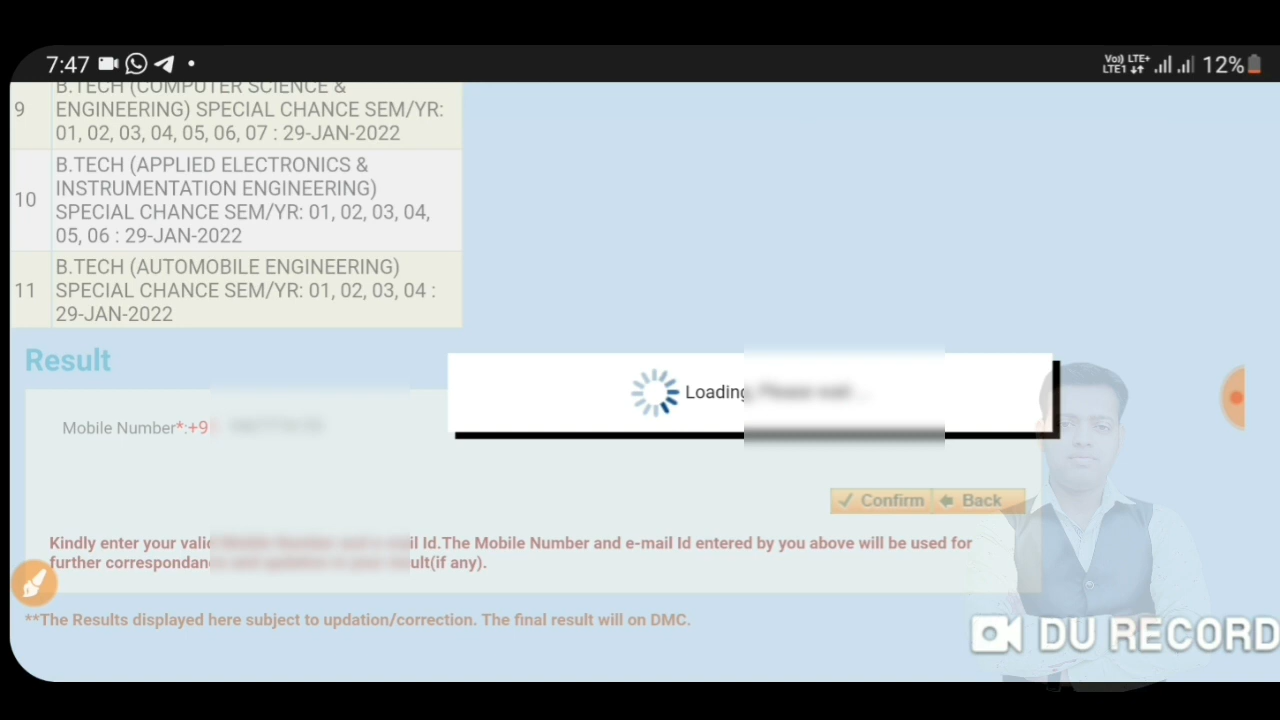 7:47
Vo) LTE+
LTE1
12%
B.TECH (COMPUTER SCIENCE &
9
ENGINEERING) SPECIAL CHANCE SEM/YR:
01, 02, 03, 04, 05, 06, 07 : 29-JAN-2022
B.TECH (APPLIED ELECTRONICS &
INSTRUMENTATION ENGINEERING)
10
SPECIAL CHANCE SEM/YR: 01, 02, 03, 04,
05, 06 : 29-JAN-2022
B.TECH (AUTOMOBILE ENGINEERING)
11
SPECIAL CHANCE SEM/YR: 01, 02, 03, 04 :
29-JAN-2022
Result
Loading,
Mobile Number*:+9
Confirm
Back
Kindly enter your Id.The Mobile Number and e-mail Id entered by you above will be used for
further (if any).
**The Results displayed here subject to updation/correction. The final result will on DMC.
DU RECORD